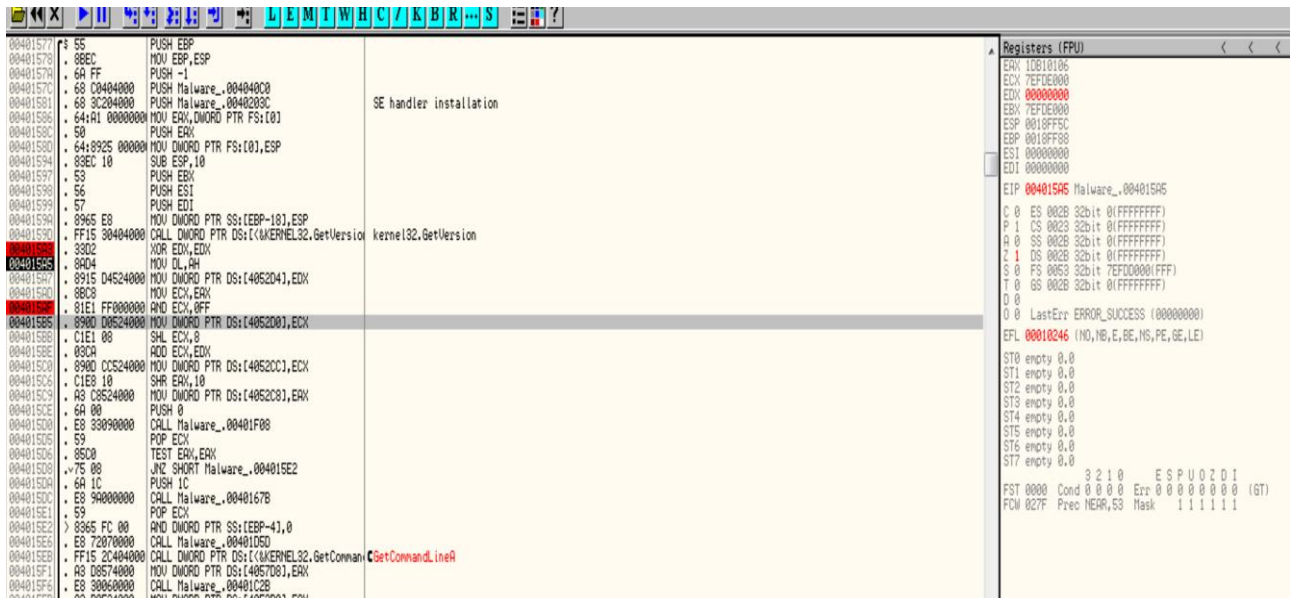 L E M T W H C / K B R ... S ?
00401577 $ 55 PUSH EBP
00401578 . 8BEC MOV EBP,ESP
0040157A . 6A FF PUSH -1
0040157C . 68 C0404000 PUSH Malware_.004040C0
00401581 . 68 3C204000 PUSH Malware_.0040203C SE handler installation
00401586 . 64:A1 00000000 MOV EAX,DWORD PTR FS:[0]
0040158C . 50 PUSH EAX
0040158D . 64:8925 00000 MOV DWORD PTR FS:[0],ESP
00401594 . 83EC 10 SUB ESP,10
00401597 . 53 PUSH EBX
00401598 . 56 PUSH ESI
00401599 . 57 PUSH EDI
0040159A . 8965 E8 MOV DWORD PTR SS:[EBP-18],ESP
0040159D . FF15 30404000 CALL DWORD PTR DS:[<&KERNEL32.GetVersio kernel32.GetVersion
004015A3 . 33D2 XOR EDX,EDX
004015A5 . 8AD4 MOV DL,AH
004015A7 . 8915 D4524000 MOV DWORD PTR DS:[4052D4],EDX
004015AD . 8BC8 MOV ECX,EAX
004015AF . 81E1 FF000000 AND ECX,0FF
004015B5 . 890D D0524000 MOV DWORD PTR DS:[4052D0],ECX
004015BB . C1E1 08 SHL ECX,8
004015BE . 03CA ADD ECX,EDX
004015C0 . 890D CC524000 MOV DWORD PTR DS:[4052CC],ECX
004015C6 . C1E8 10 SHR EAX,10
004015C9 . A3 C8524000 MOV DWORD PTR DS:[4052C8],EAX
004015CE . 6A 00 PUSH 0
004015D0 . E8 33090000 CALL Malware_.00401F08
004015D5 . 59 POP ECX
004015D6 . 85C0 TEST EAX,EAX
004015D8 . 75 08 JNZ SHORT Malware_.004015E2
004015DA . 6A 1C PUSH 1C
004015DC . E8 9A000000 CALL Malware_.0040167B
004015E1 . 59 POP ECX
004015E2 > 8365 FC 00 AND DWORD PTR SS:[EBP-4],0
004015E6 . E8 72070000 CALL Malware_.00401D5D
004015EB . FF15 2C404000 CALL DWORD PTR DS:[<&KERNEL32.GetComman GetCommandLineA
004015F1 . A3 D8574000 MOV DWORD PTR DS:[4057D8],EAX
004015F6 . E8 30060000 CALL Malware_.00401C2B
Registers (FPU) < < <
EAX 1DB10106
ECX 7EFDE000
EDX 00000000
EBX 7EFDE000
ESP 0018FF5C
EBP 0018FF88
ESI 00000000
EDI 00000000
EIP 004015A5 Malware_.004015A5
C 0 ES 002B 32bit 0(FFFFFFFF)
P 1 CS 0023 32bit 0(FFFFFFFF)
A 0 SS 002B 32bit 0(FFFFFFFF)
Z 1 DS 002B 32bit 0(FFFFFFFF)
S 0 FS 0053 32bit 7EFDD000(FFF)
T 0 GS 002B 32bit 0(FFFFFFFF)
D 0
O 0 LastErr ERROR_SUCCESS (00000000)
EFL 00010246 (NO,NB,E,BE,NS,PE,GE,LE)
ST0 empty 0.0
ST1 empty 0.0
ST2 empty 0.0
ST3 empty 0.0
ST4 empty 0.0
ST5 empty 0.0
ST6 empty 0.0
ST7 empty 0.0
3 2 1 0 E S P U O Z D I
FST 0000 Cond 0 0 0 0 Err 0 0 0 0 0 0 0 0 (GT)
FCW 027F Prec NEAR,53 Mask 1 1 1 1 1 1